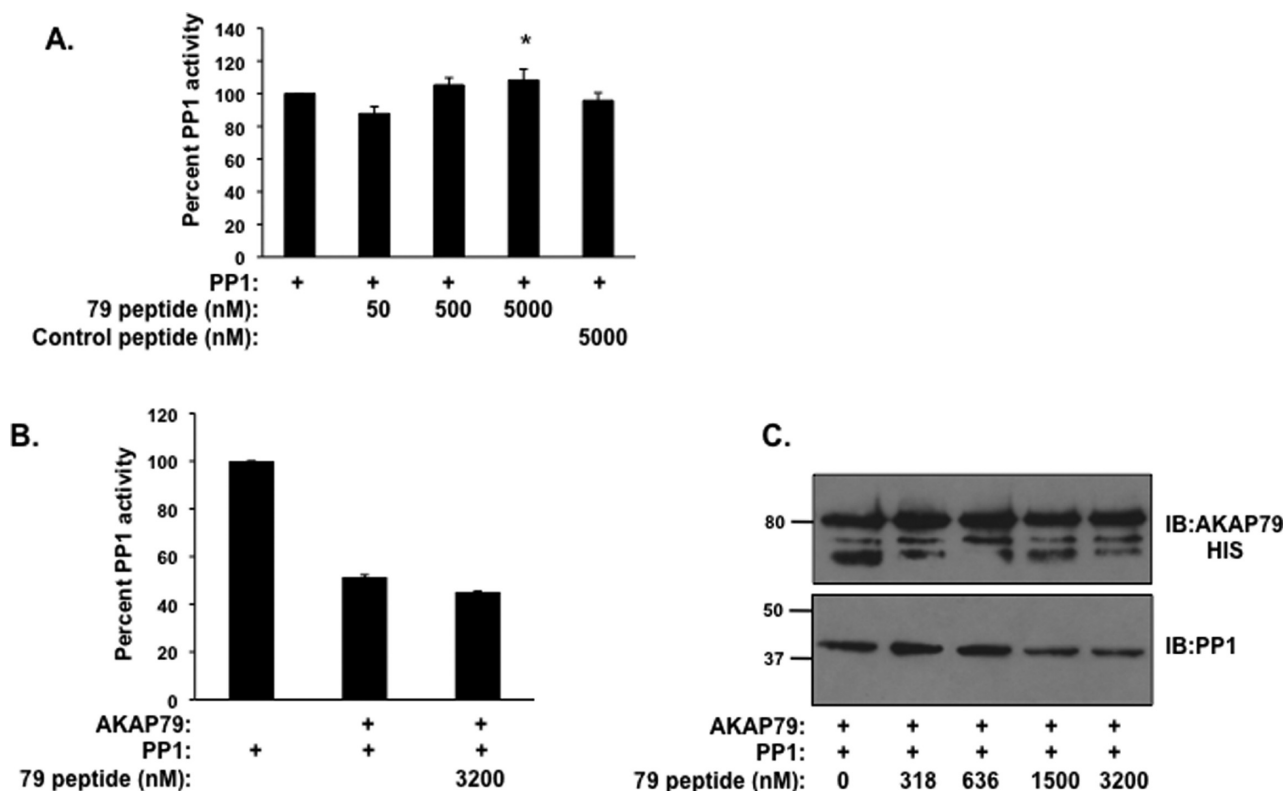 A.
Percent PP1 activity
140
120
100
80
60
40
20
0
*
PP1: + + + + +
79 peptide (nM): 50 500 5000
Control peptide (nM): 5000
B.
Percent PP1 activity
120
100
80
60
40
20
0
AKAP79: + +
PP1: + + +
79 peptide (nM): 3200
C.
80
IB:AKAP79
HIS
50
37
IB:PP1
AKAP79: + + + + +
PP1: + + + + +
79 peptide (nM): 0 318 636 1500 3200